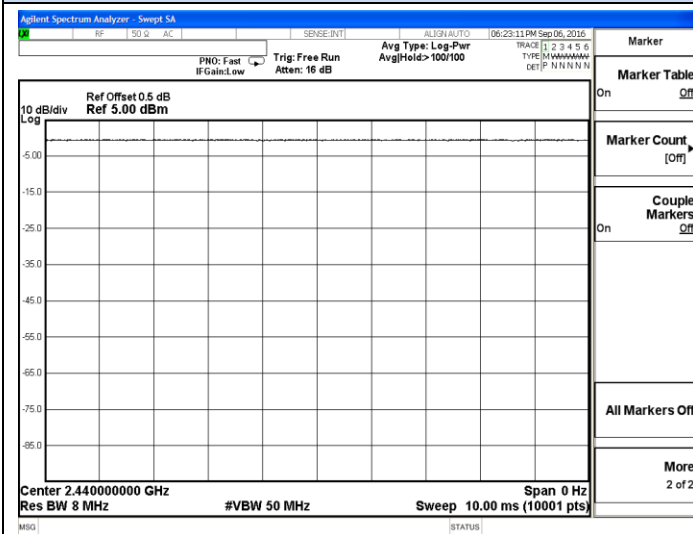 Agilent Spectrum Analyzer - Swept SA
RF 50 Ω AC SENSE:INT ALIGN AUTO 06:23:11 PM Sep 06, 2016
PNO: Fast
IFGain:Low
Trig: Free Run
Atten: 16 dB
Avg Type: Log-Pwr
Avg|Hold:>100/100
TRACE 1 2 3 4 5 6
TYPE M
DET P N N N N N
Ref Offset 0.5 dB
10 dB/div Ref 5.00 dBm
Log
-5.00
-15.0
-25.0
-35.0
-45.0
-55.0
-65.0
-75.0
-85.0
Center 2.440000000 GHz Span 0 Hz
Res BW 8 MHz #VBW 50 MHz Sweep 10.00 ms (10001 pts)
MSG STATUS
Marker
Marker Table
On Off
Marker Count
[Off]
Couple
Markers
On Off
All Markers Off
More
2 of 2